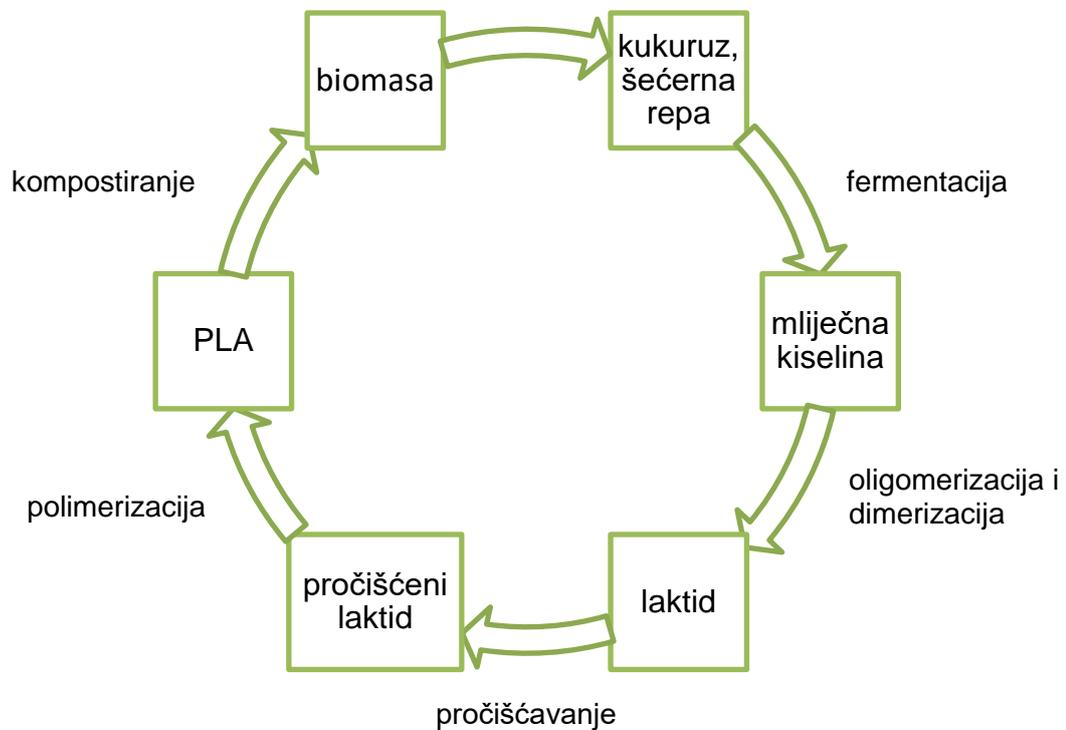 biomasa
kukuruz,
šećerna
repa
fermentacija
mliječna
kiselina
oligomerizacija i
dimerizacija
laktid
pročišćavanje
pročišćeni
laktid
polimerizacija
PLA
kompostiranje